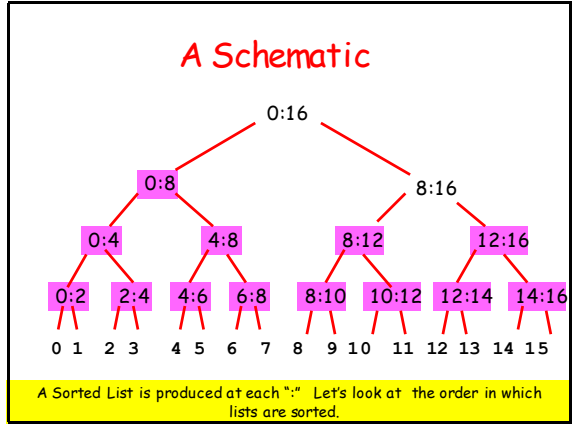 A Schematic
0:16
0:8 8:16
0:4 4:8 8:12 12:16
0:2 2:4 4:6 6:8 8:10 10:12 12:14 14:16
0 1 2 3 4 5 6 7 8 9 10 11 12 13 14 15
A Sorted List is produced at each “:” Let’s look at the order in which
lists are sorted.